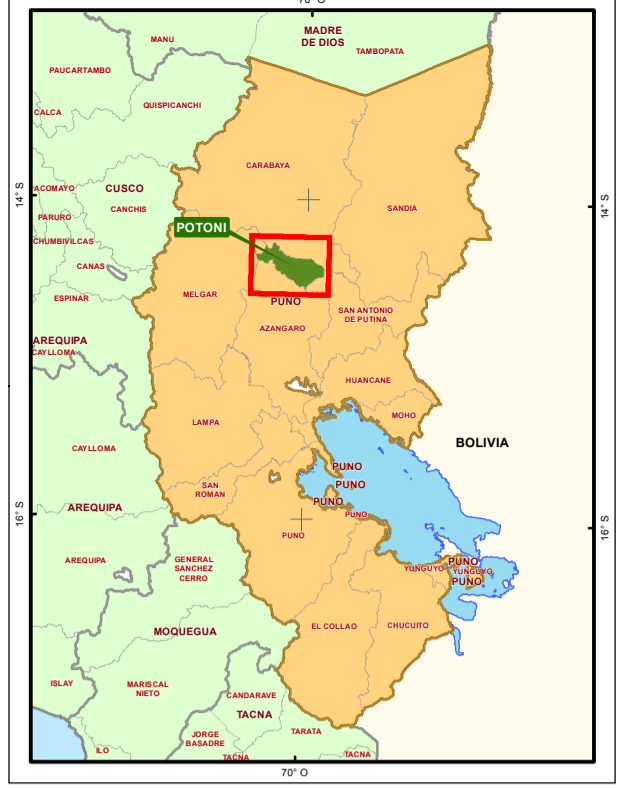 70° O
MADRE
DE DIOS
MANU
TAMBOPATA
PAUCARTAMBO
QUISPICANCHI
CALCA
CARABAYA
14° S
ACOMAYO
CUSCO
CANCHIS
SANDIA
14° S
PARURO
POTONI
CHUMBIVILCAS
CANAS
ESPINAR
MELGAR
PUNO
SAN ANTONIO
DE PUTINA
AZANGARO
AREQUIPA
CAYLLOMA
HUANCANE
MOHO
LAMPA
BOLIVIA
CAYLLOMA
PUNO
PUNO
SAN
ROMAN
PUNO
PUNO
16° S
AREQUIPA
PUNO
16° S
AREQUIPA
GENERAL
SANCHEZ
CERRO
PUNO
YUNGUYO
YUNGUYO
PUNO
MOQUEGUA
EL COLLAO
CHUCUITO
ISLAY
MARISCAL
NIETO
CANDARAVE
TACNA
JORGE
BASADRE
TARATA
ILO
TACNA
TACNA
70° O